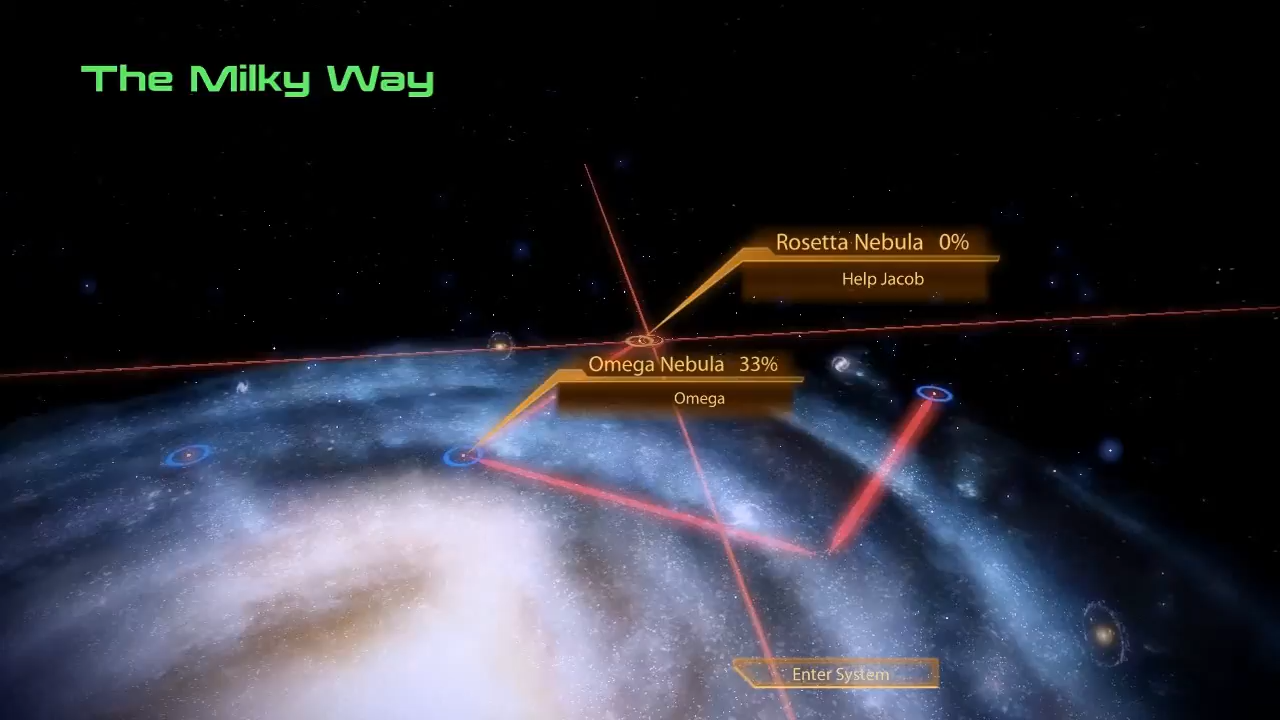 The Milky Way
Rosetta Nebula 0%
Help Jacob
Omega Nebula 33%
Omega
Enter System